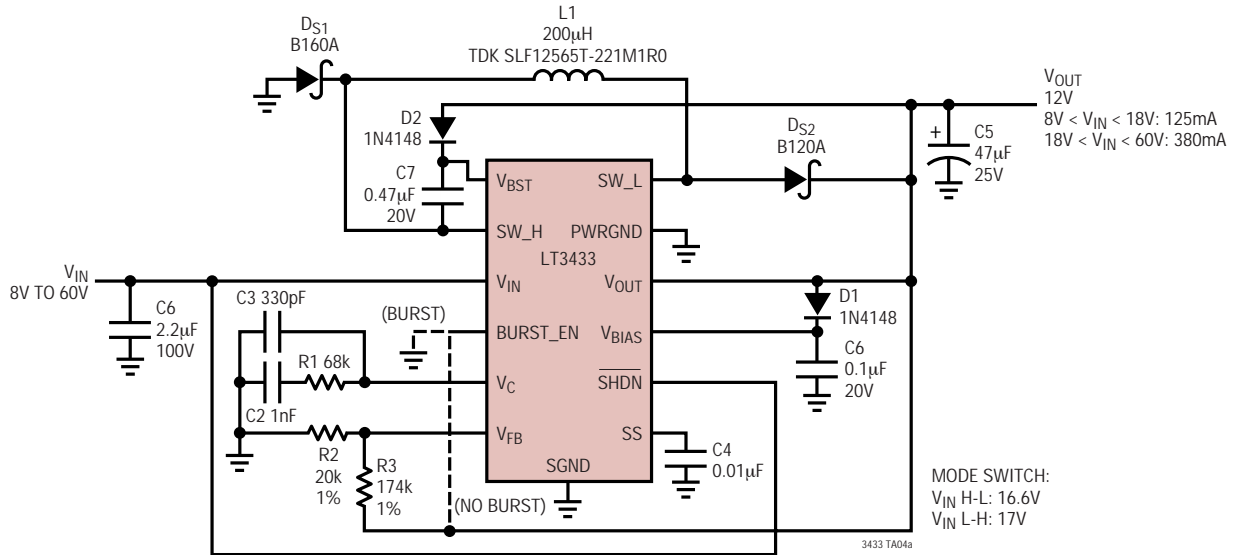 DS1
B160A
L1
200µH
TDK SLF12565T-221M1R0
VOUT
12V
8V < VIN < 18V: 125mA
18V < VIN < 60V: 380mA
D2
1N4148
DS2
B120A
+
C5
47µF
25V
C7
0.47µF
20V
VBST
SW_L
SW_H
PWRGND
LT3433
VIN
8V TO 60V
VIN
VOUT
C6
2.2µF
100V
C3 330pF
(BURST)
BURST_EN
VBIAS
D1
1N4148
R1 68k
C2 1nF
VC
SHDN
C6
0.1µF
20V
VFB
SS
C4
0.01µF
R2
20k
1%
R3
174k
1%
SGND
(NO BURST)
MODE SWITCH:
VIN H-L: 16.6V
VIN L-H: 17V
3433 TA04a